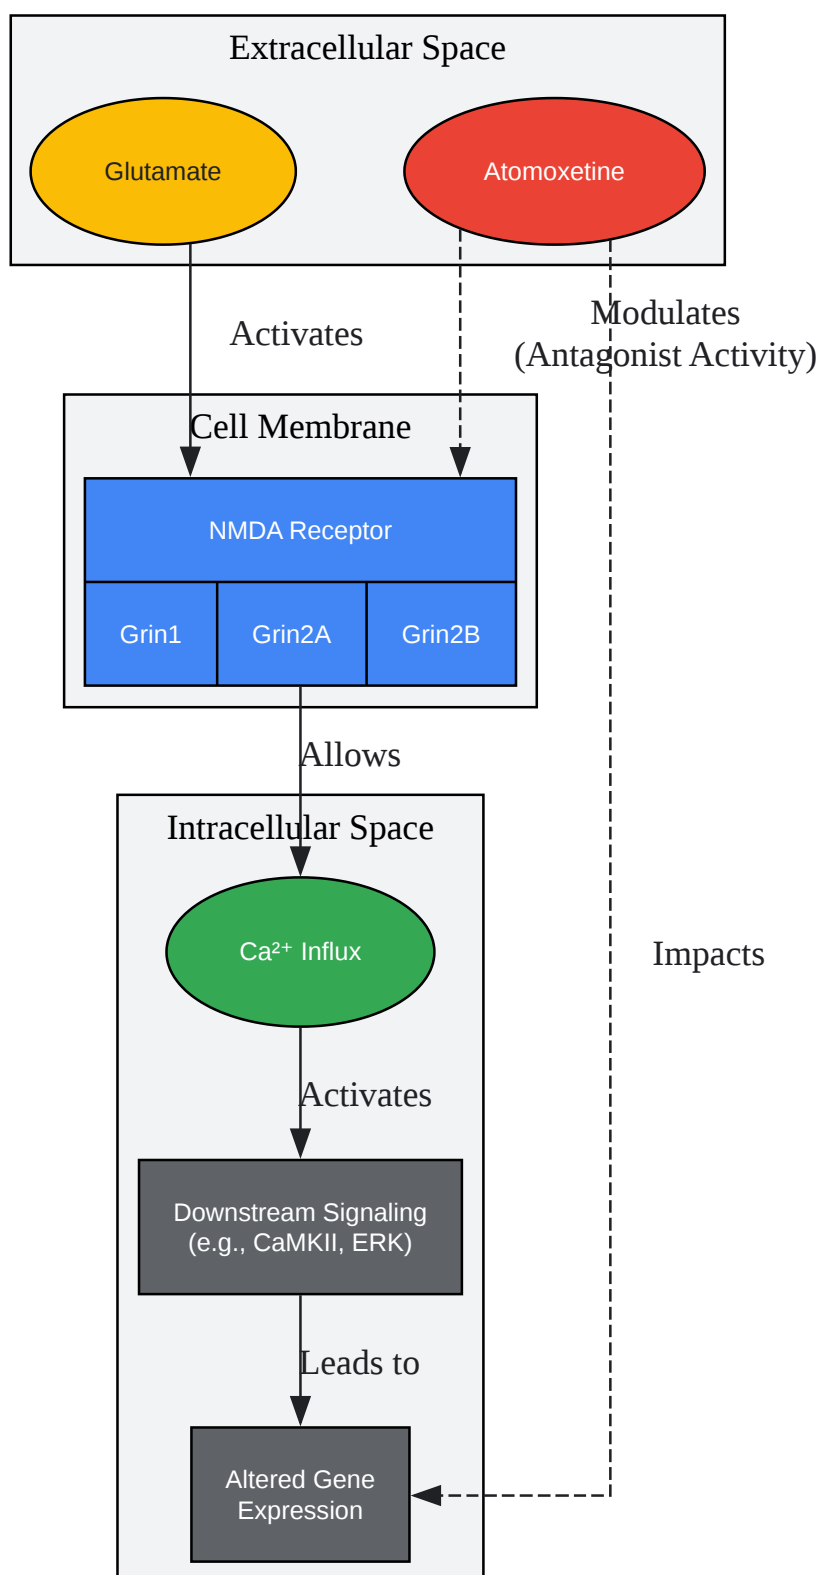 Extracellular Space
Glutamate
Atomoxetine
Activates
Modulates
(Antagonist Activity)
Cell Membrane
NMDA Receptor
Grin1
Grin2A
Grin2B
Allows
Intracellular Space
Ca²⁺ Influx
Impacts
Activates
Downstream Signaling
(e.g., CaMKII, ERK)
Leads to
Altered Gene
Expression